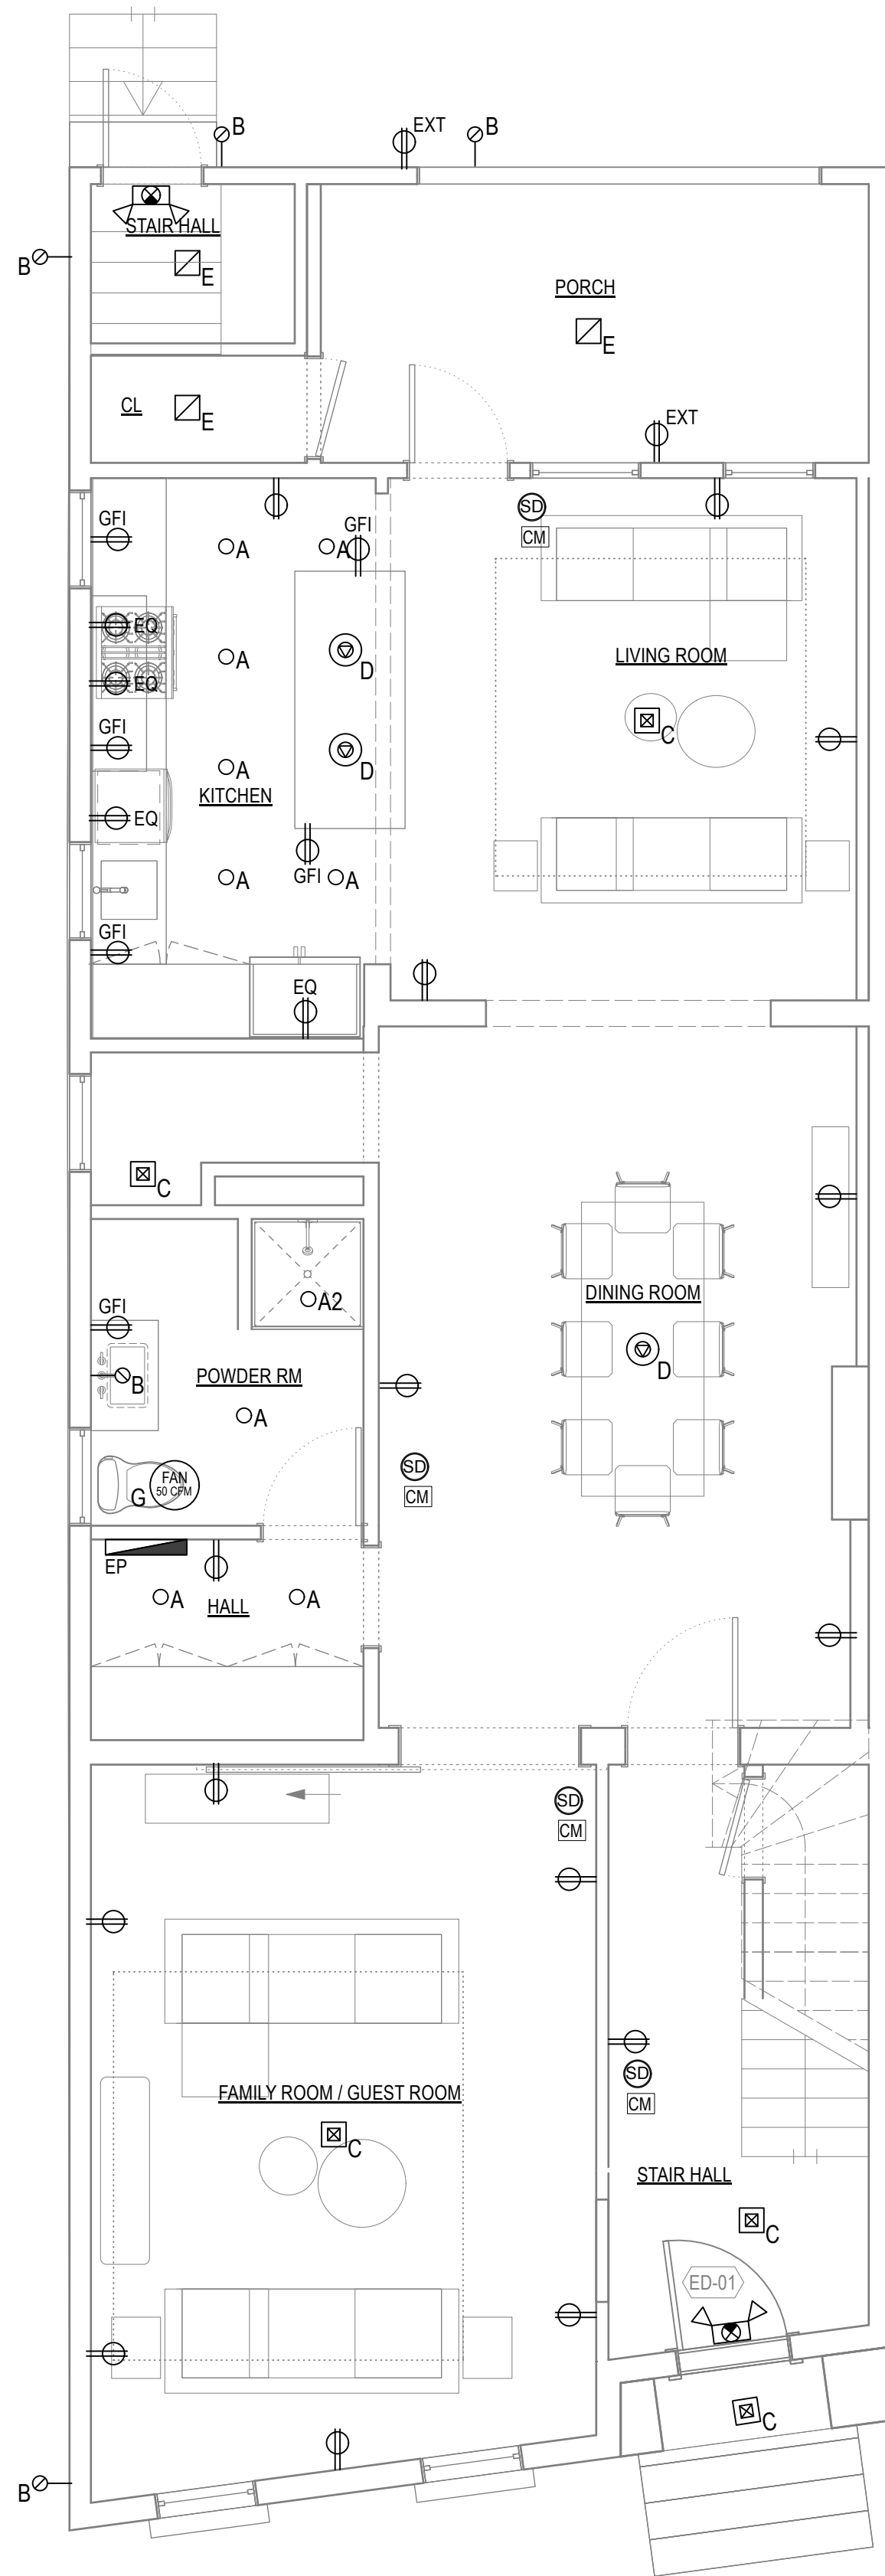 B
EXT
B
STAIR HALL
B
E
PORCH
E
CL
E
EXT
GFI
A
A
GFI
SD
CM
EQ
A
D
LIVING ROOM
EQ
GFI
A
D
C
KITCHEN
EQ
A
GFI
A
GFI
EQ
C
DINING ROOM
A2
GFI
POWDER RM
B
D
A
SD
CM
FAN
50 CFM
G
EP
A
HALL
A
SD
CM
SD
CM
FAMILY ROOM / GUEST ROOM
C
STAIR HALL
C
ED-01
C
B